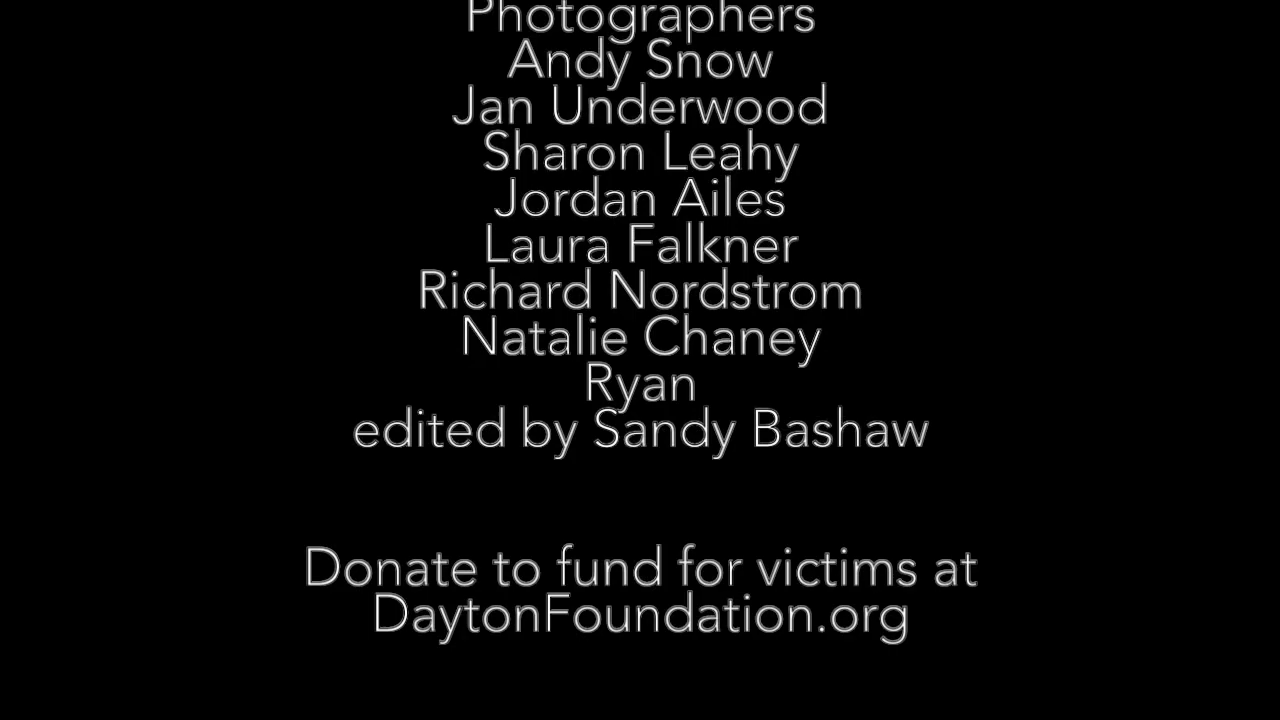 Photographers
Andy Snow
Jan Underwood
Sharon Leahy
Jordan Ailes
Laura Falkner
Richard Nordstrom
Natalie Chaney
Ryan
edited by Sandy Bashaw
Donate to fund for victims at
DaytonFoundation.org